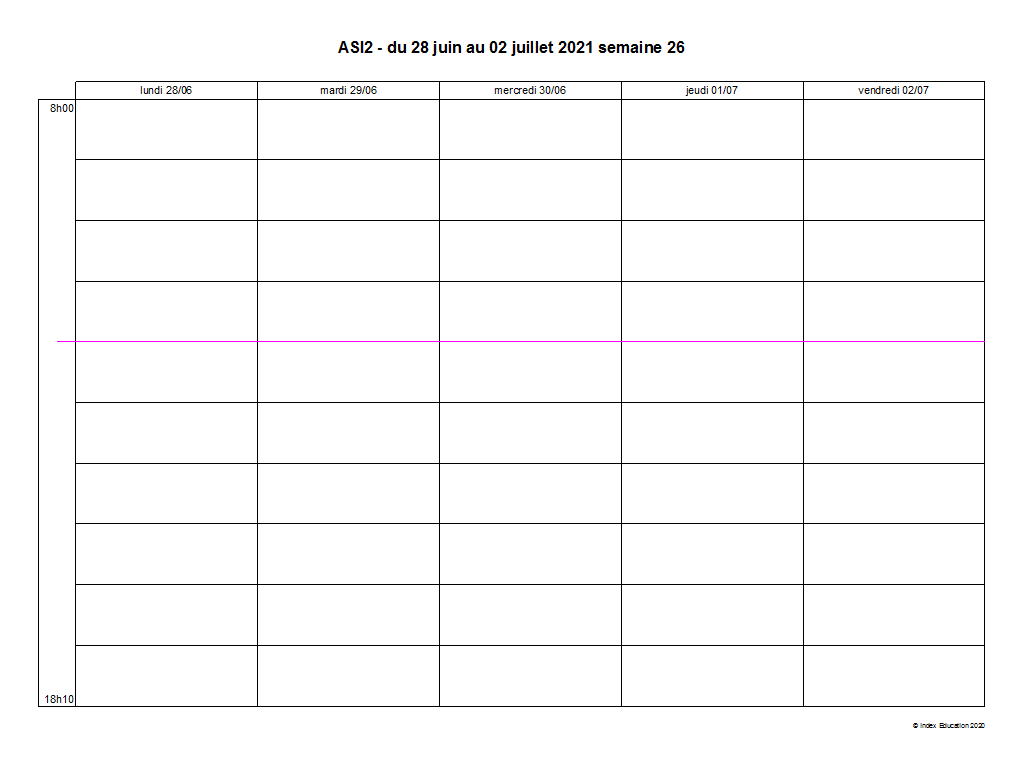 ASI2 - du 28 juin au 02 juillet 2021 semaine 26
lundi 28/06 mardi 29/06 mercredi 30/06 jeudi 01/07 vendredi 02/07
8h00
18h10
© Index Education 2020